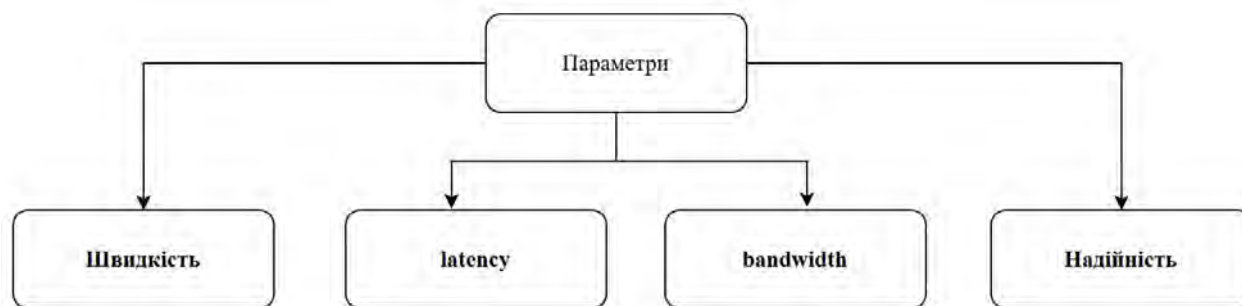 Параметри
Швидкість
latency
bandwidth
Надійність